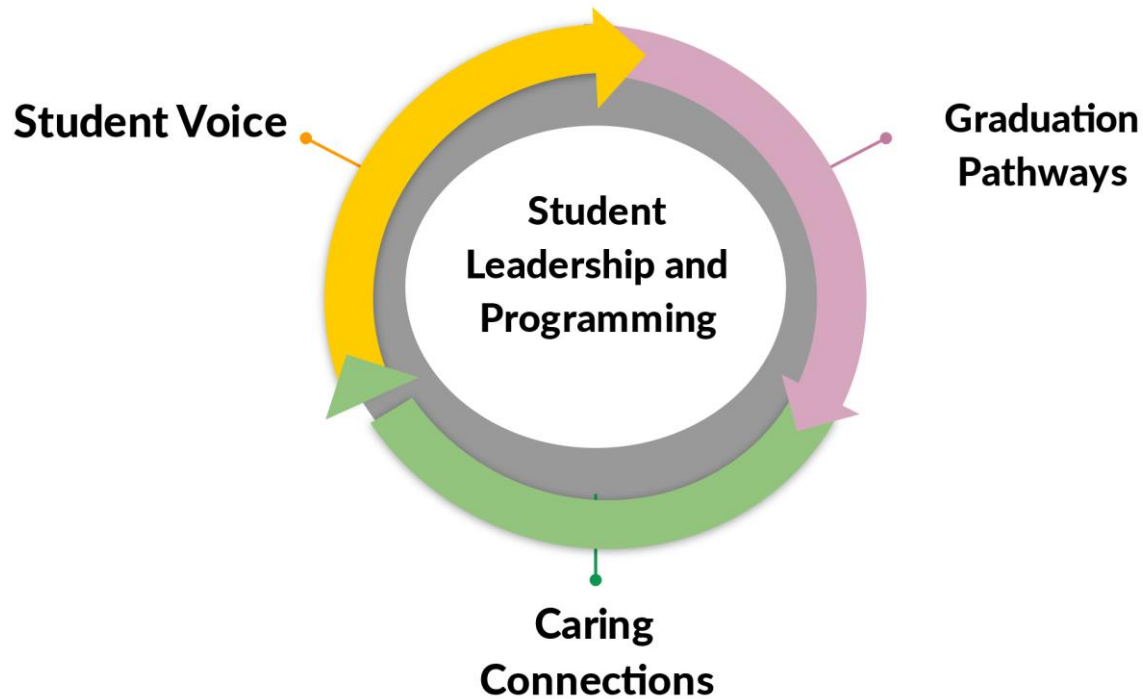 Student Voice
Graduation
Pathways
Student
Leadership and
Programming
Caring
Connections